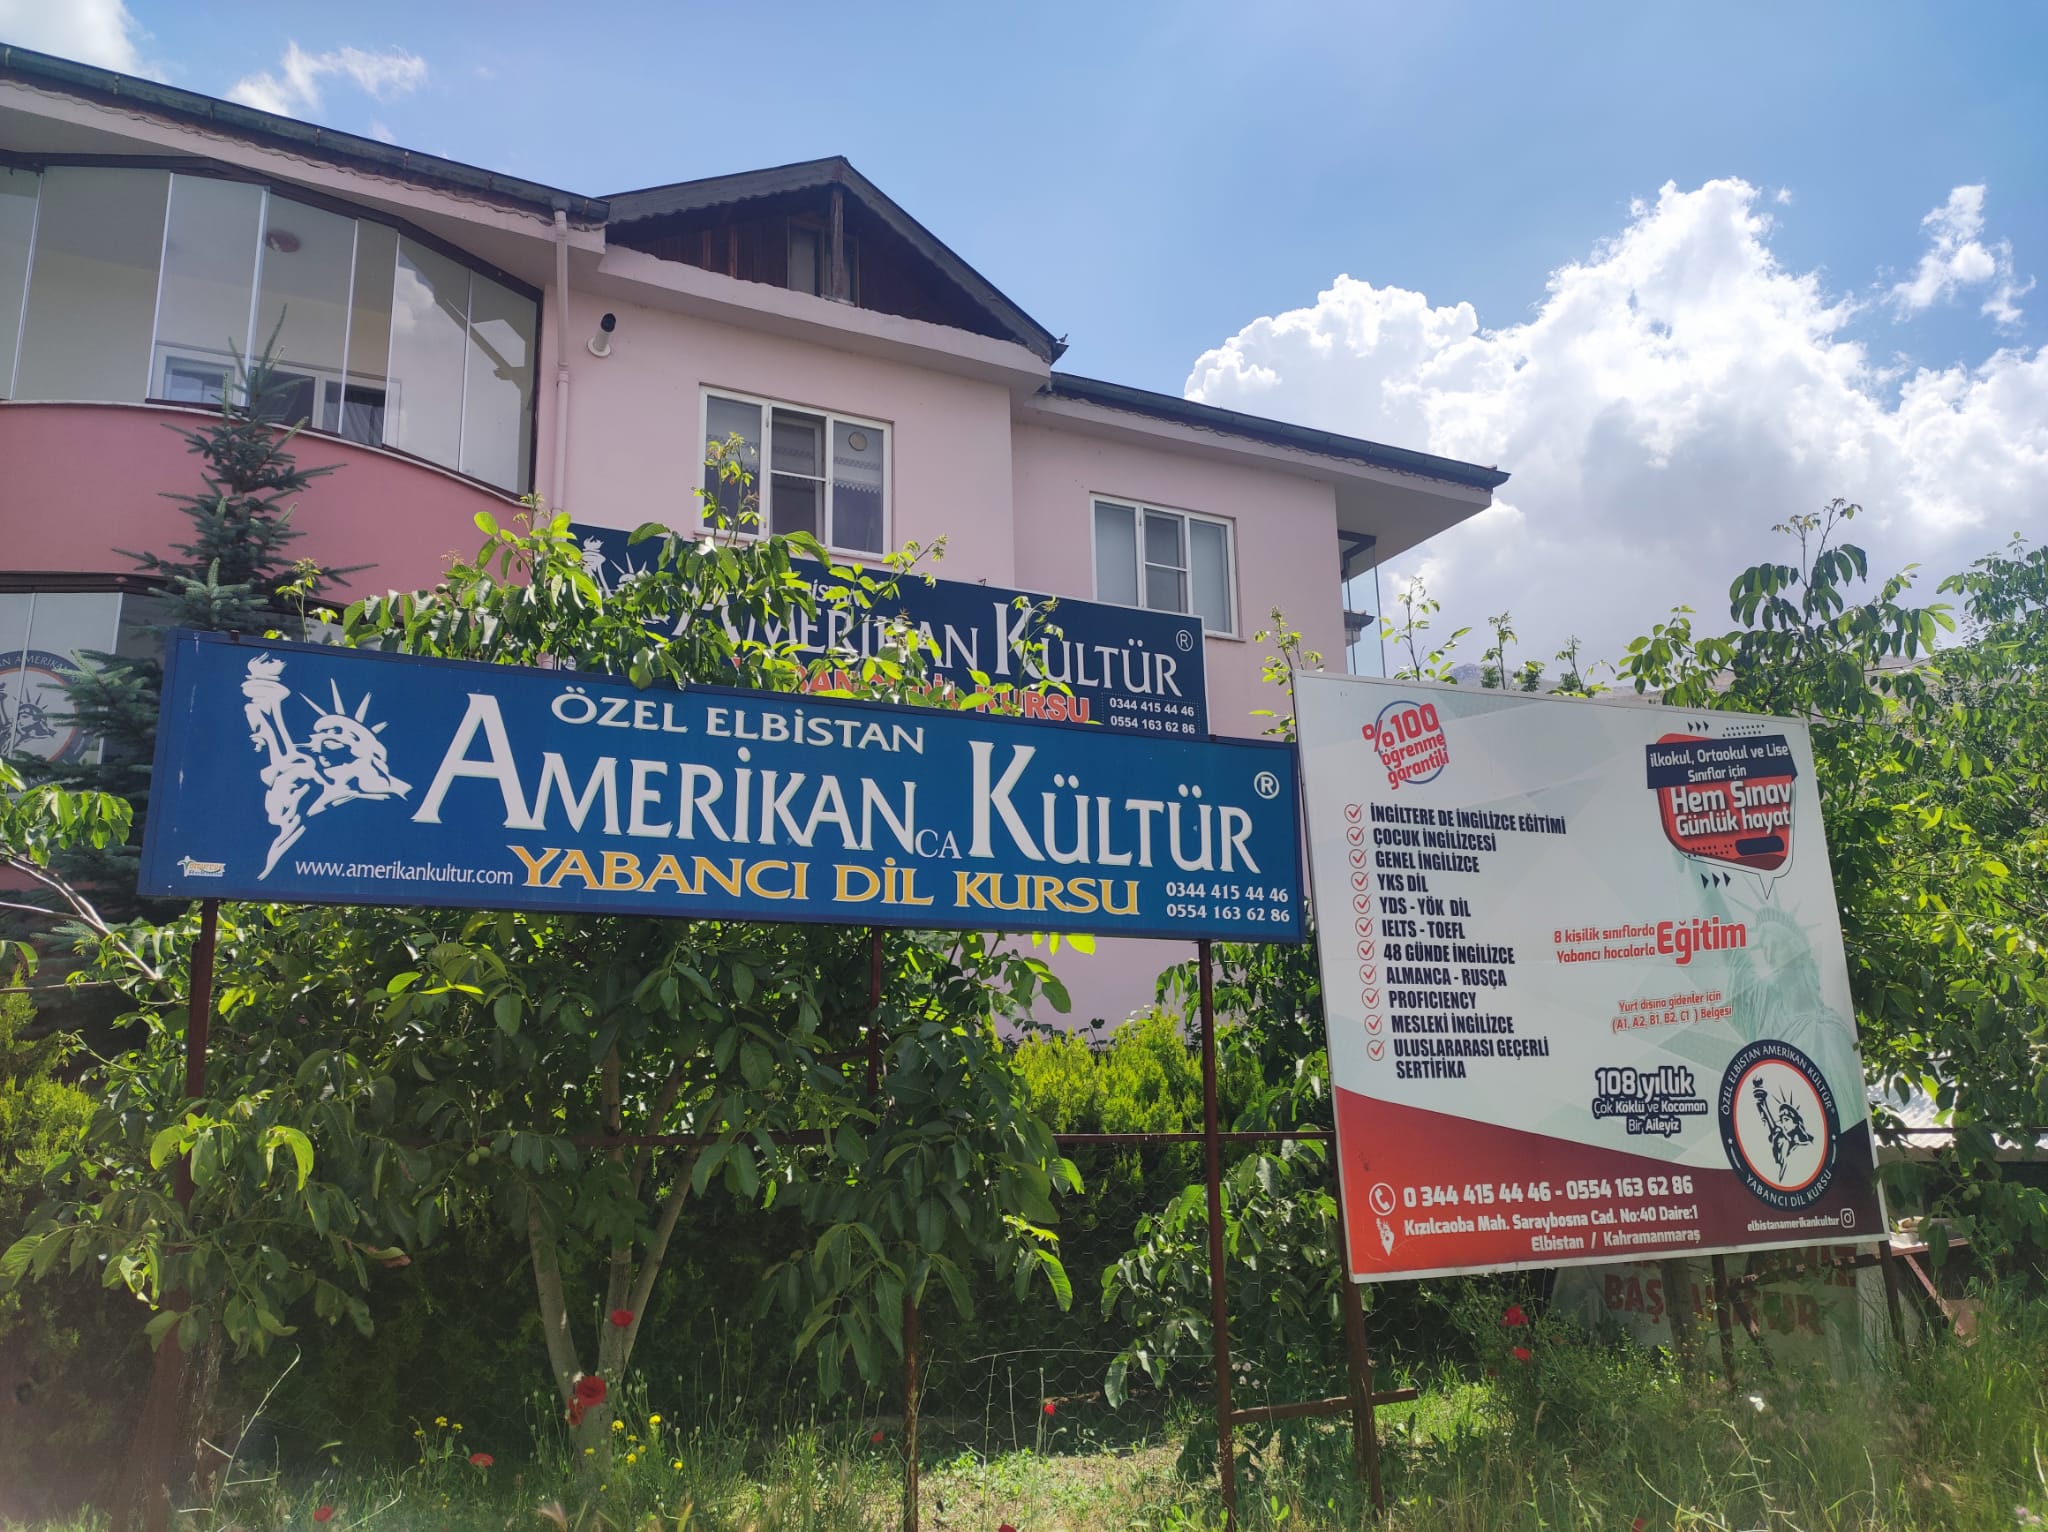 ÖZEL ELBİSTAN
AMERİKANCA KÜLTÜR ®
www.amerikankultur.com YABANCI DİL KURSU
0344 415 44 46
0554 163 62 86
AMERİKAN KÜLTÜR ®
KURSU
0344 415 44 46
0554 163 62 86
%100
öğrenme
garantili
İNGİLTERE DE İNGİLİZCE EĞİTİMİ
ÇOCUK İNGİLİZCESİ
GENEL İNGİLİZCE
YKS DİL
YDS - YÖK DİL
IELTS - TOEFL
48 GÜNDE İNGİLİZCE
ALMANCA - RUSÇA
PROFICIENCY
MESLEKİ İNGİLİZCE
ULUSLARARASI GEÇERLİ
SERTİFİKA
ilkokul, Ortaokul ve Lise
Sınıflar için
Hem Sınav
Günlük hayat
8 kişilik sınıflarda
Yabancı hocalarla Eğitim
Yurt dışına gidenler için
(A1, A2, B1, B2, C1 ) Belgesi
108 yıllık
Çok Köklü ve Kocaman
Bir Aileyiz
ÖZEL ELBİSTAN AMERİKAN KÜLTÜR®
YABANCI DİL KURSU
elbistanamerikankultur
0 344 415 44 46 - 0554 163 62 86
Kızılcaoba Mah. Saraybosna Cad. No:40 Daire:1
Elbistan / Kahramanmaraş